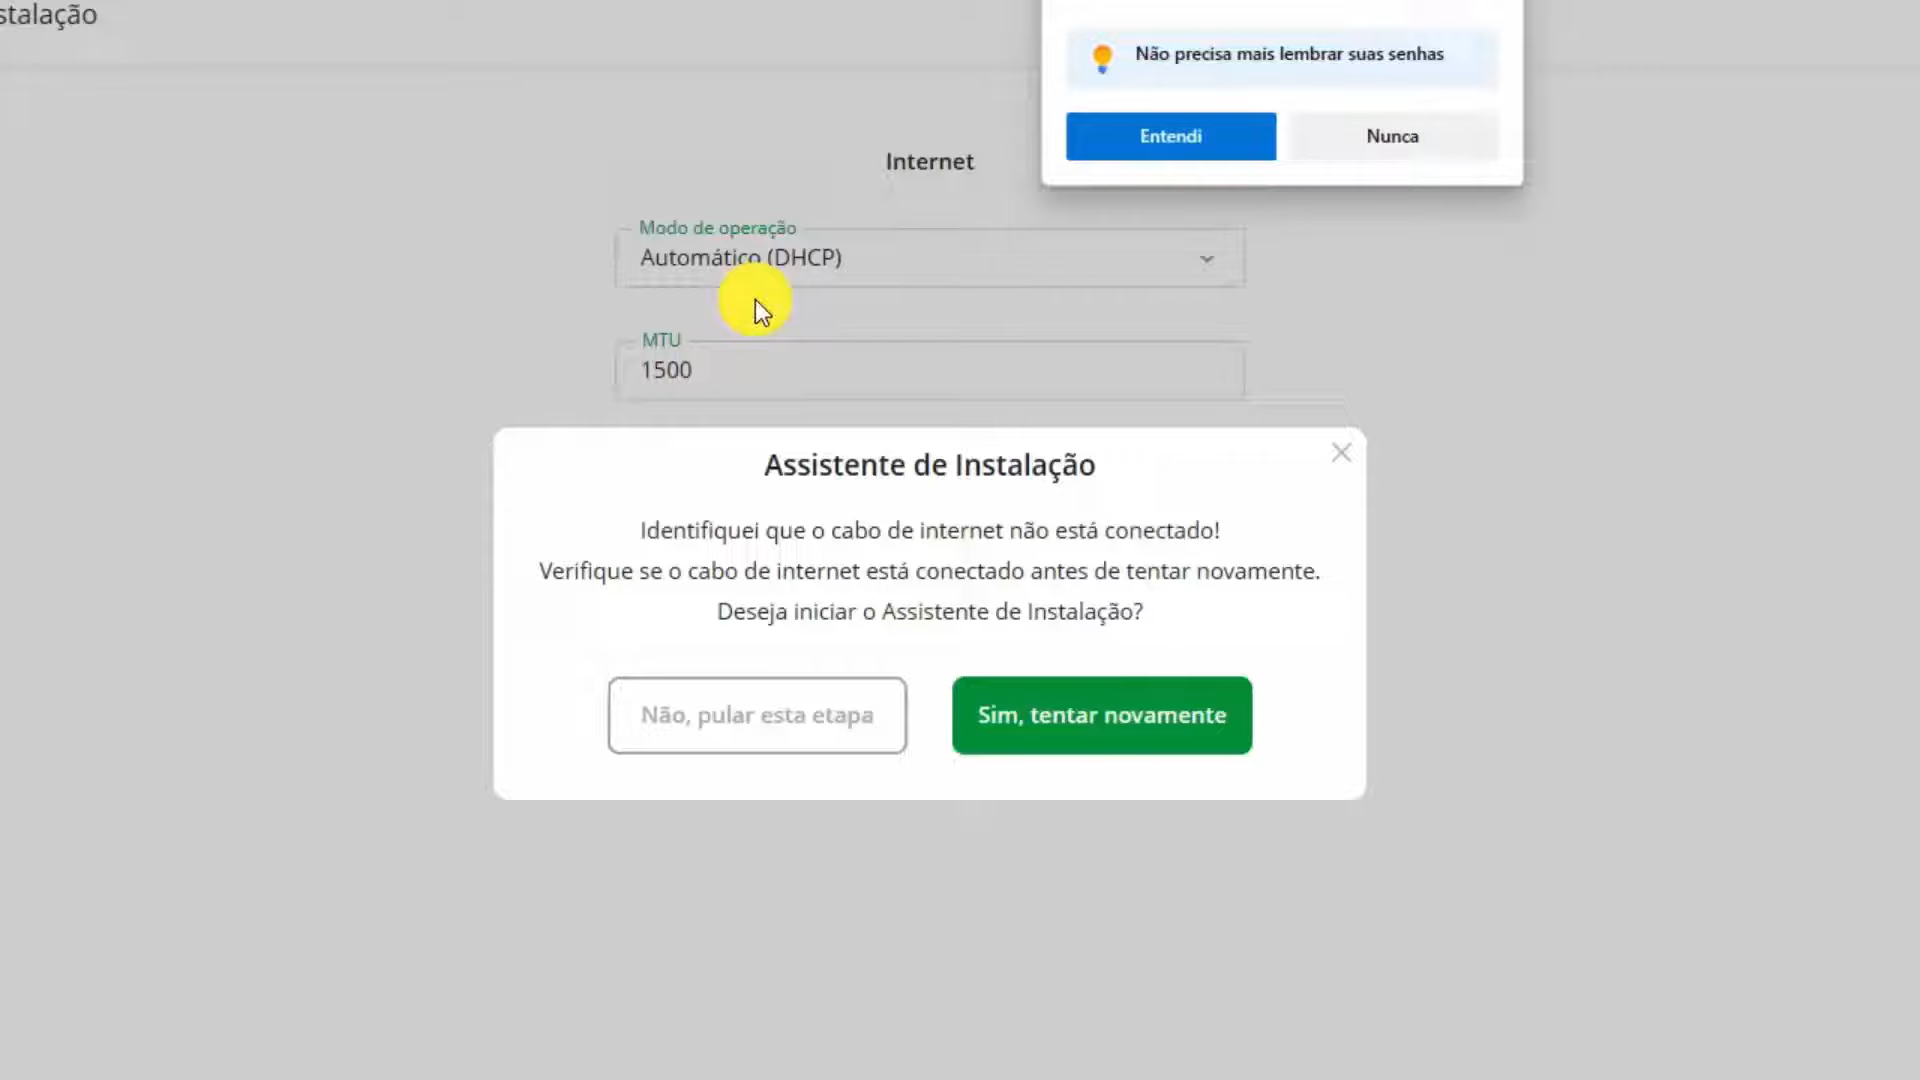 stalação
Não precisa mais lembrar suas senhas
Entendi
Nunca
Internet
Modo de operação
Automático (DHCP)
MTU
1500
Assistente de Instalação
Identifiquei que o cabo de internet não está conectado!
Verifique se o cabo de internet está conectado antes de tentar novamente.
Deseja iniciar o Assistente de Instalação?
Não, pular esta etapa
Sim, tentar novamente